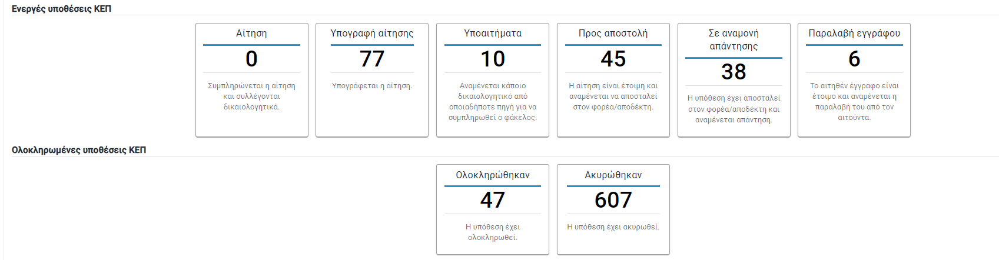 Ενεργές υποθέσεις ΚΕΠ
Αίτηση
0
Συμπληρώνεται η αίτηση
και συλλέγονται
δικαιολογητικά.
Υπογραφή αίτησης
77
Υπογράφεται η αίτηση.
Υποαιτήματα
10
Αναμένεται κάποιο
δικαιολογητικό από
οποιαδήποτε πηγή για να
συμπληρωθεί ο φάκελος.
Προς αποστολή
45
Η αίτηση είναι έτοιμη και
αναμένεται να αποσταλεί
στον φορέα/αποδέκτη.
Σε αναμονή
απάντησης
38
Η υπόθεση έχει αποσταλεί
στον φορέα/αποδέκτη και
αναμένεται απάντηση.
Παραλαβή εγγράφου
6
Το αιτηθέν έγγραφο είναι
έτοιμο και αναμένεται η
παραλαβή του από τον
αιτούντα.
Ολοκληρωμένες υποθέσεις ΚΕΠ
Ολοκληρώθηκαν
47
Η υπόθεση έχει
ολοκληρωθεί.
Ακυρώθηκαν
607
Η υπόθεση έχει ακυρωθεί.